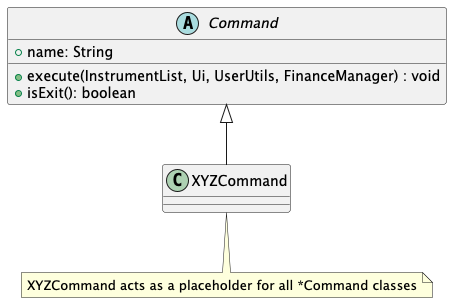 A Command
name: String
execute(InstrumentList, Ui, UserUtils, FinanceManager) : void
isExit(): boolean
C XYZCommand
XYZCommand acts as a placeholder for all *Command classes